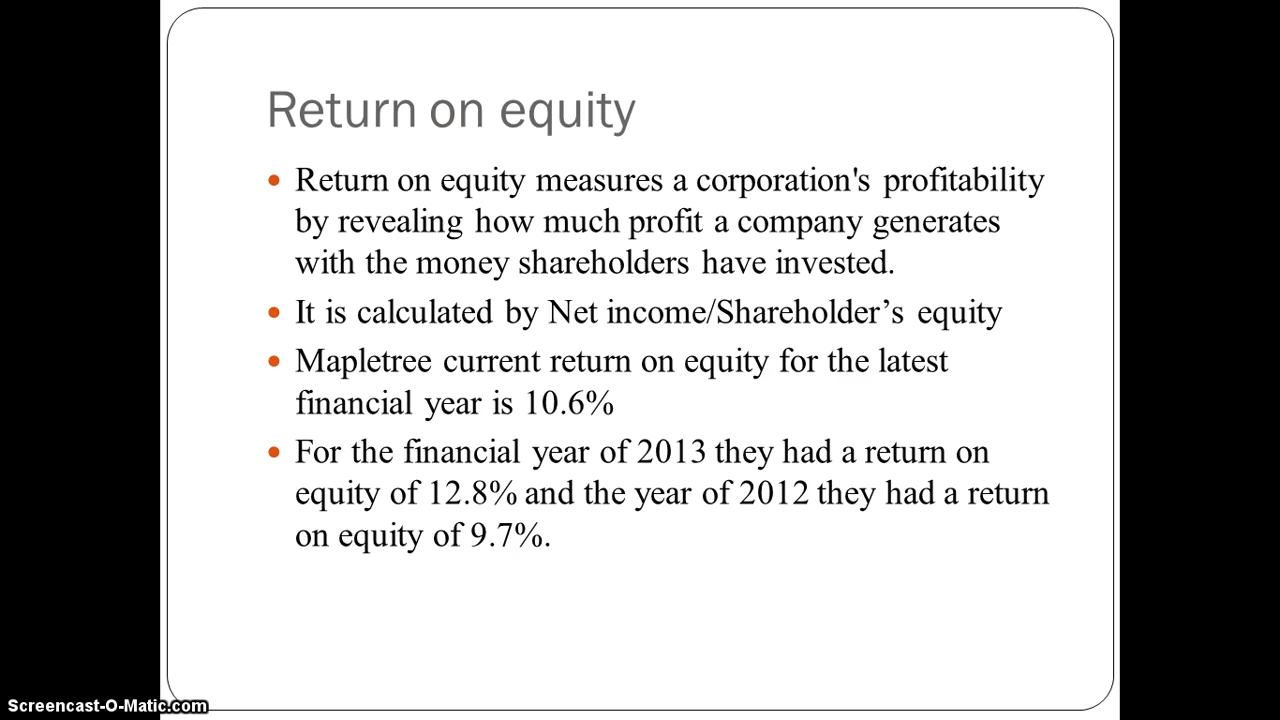 Return on equity
• Return on equity measures a corporation's profitability
by revealing how much profit a company generates
with the money shareholders have invested.
• It is calculated by Net income/Shareholder’s equity
• Mapletree current return on equity for the latest
financial year is 10.6%
• For the financial year of 2013 they had a return on
equity of 12.8% and the year of 2012 they had a return
on equity of 9.7%.
Screencast-O-Matic.com